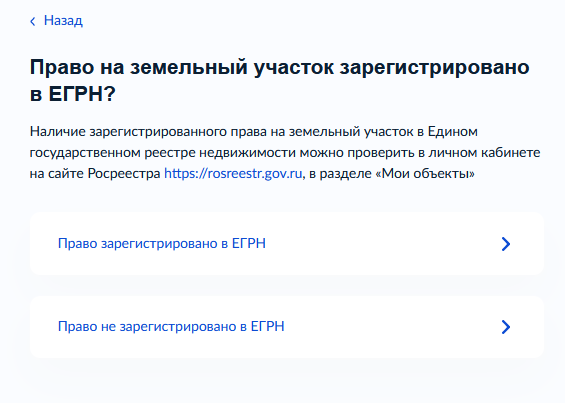 Назад
Право на земельный участок зарегистрировано
в ЕГРН?
Наличие зарегистрированного права на земельный участок в Едином
государственном реестре недвижимости можно проверить в личном кабинете
на сайте Росреестра https://rosreestr.gov.ru, в разделе «Мои объекты»
Право зарегистрировано в ЕГРН
Право не зарегистрировано в ЕГРН